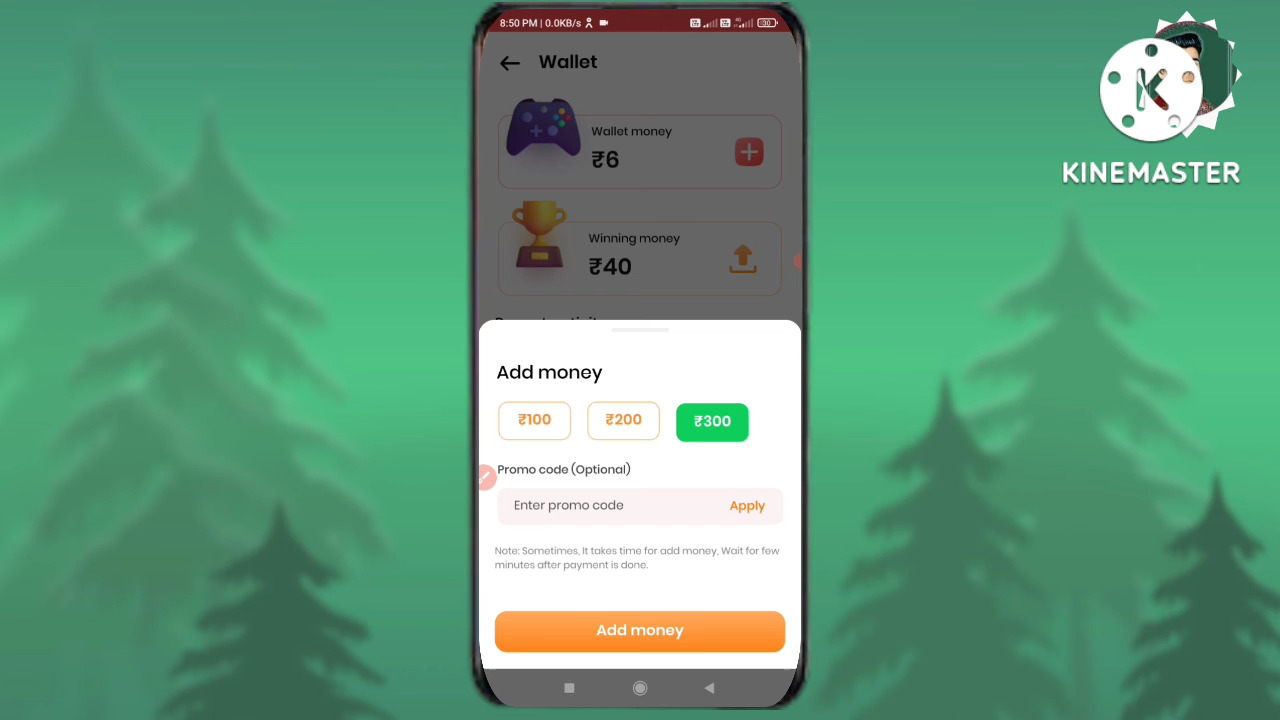 8:50 PM | 0.0KB/s
Wallet
Wallet money
₹6
Winning money
₹40
Add money
₹100
₹200
₹300
Promo code (Optional)
Enter promo code
Apply
Note: Sometimes, It takes time for add money, Wait for few
minutes after payment is done.
Add money
K
KINEMASTER